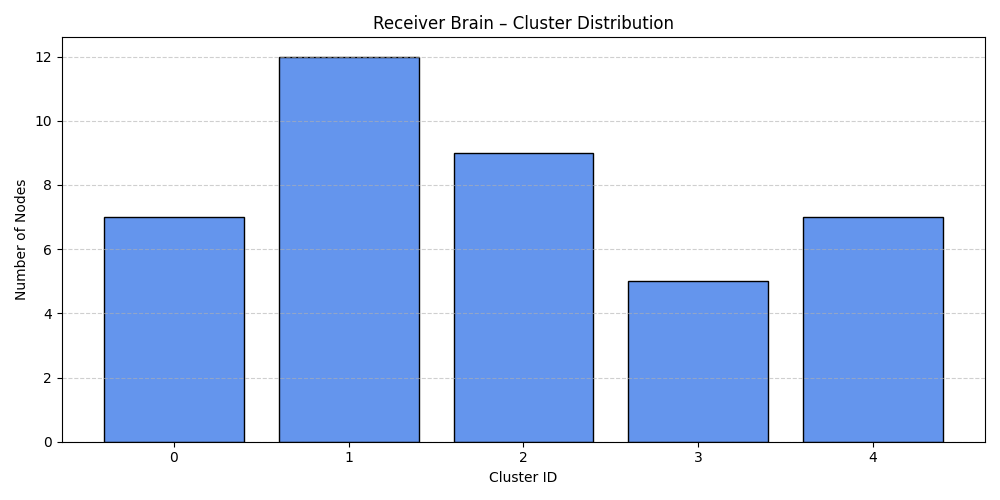 Receiver Brain – Cluster Distribution
12
10
8
6
4
2
0
Number of Nodes
0 1 2 3 4
Cluster ID